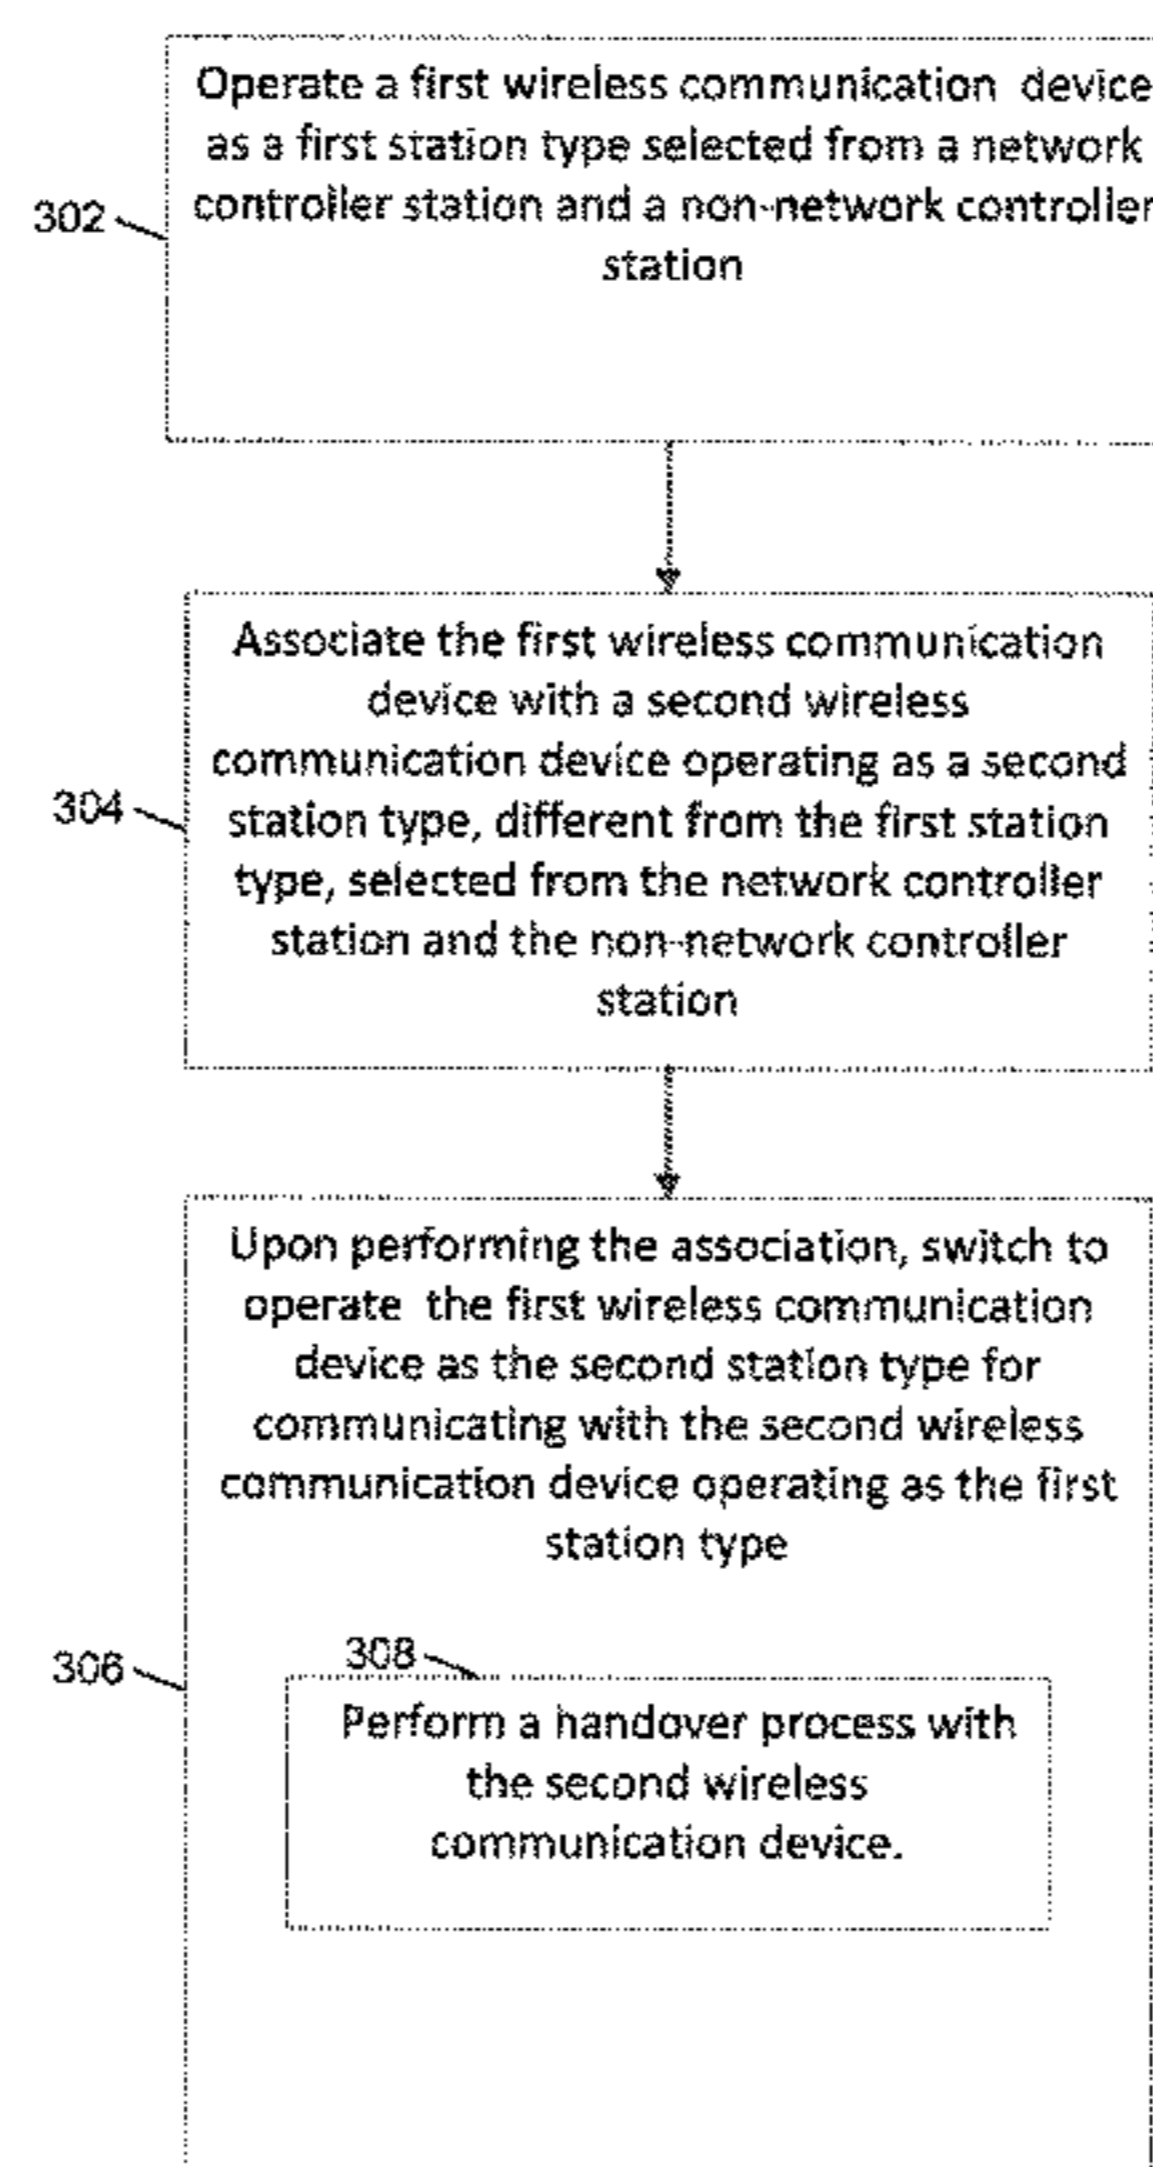 Operate a first wireless communication device
as a first station type selected from a network
controller station and a non-network controller
station
302
Associate the first wireless communication
device with a second wireless
communication device operating as a second
station type, different from the first station
type, selected from the network controller
station and the non-network controller
station
304
Upon performing the association, switch to
operate the first wireless communication
device as the second station type for
communicating with the second wireless
communication device operating as the first
station type
306
308
Perform a handover process with
the second wireless
communication device.